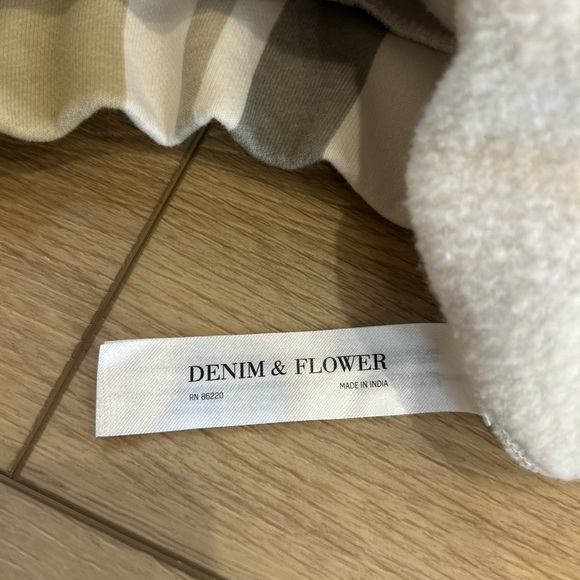 DENIM & FLOWER
RN 86220
MADE IN INDIA